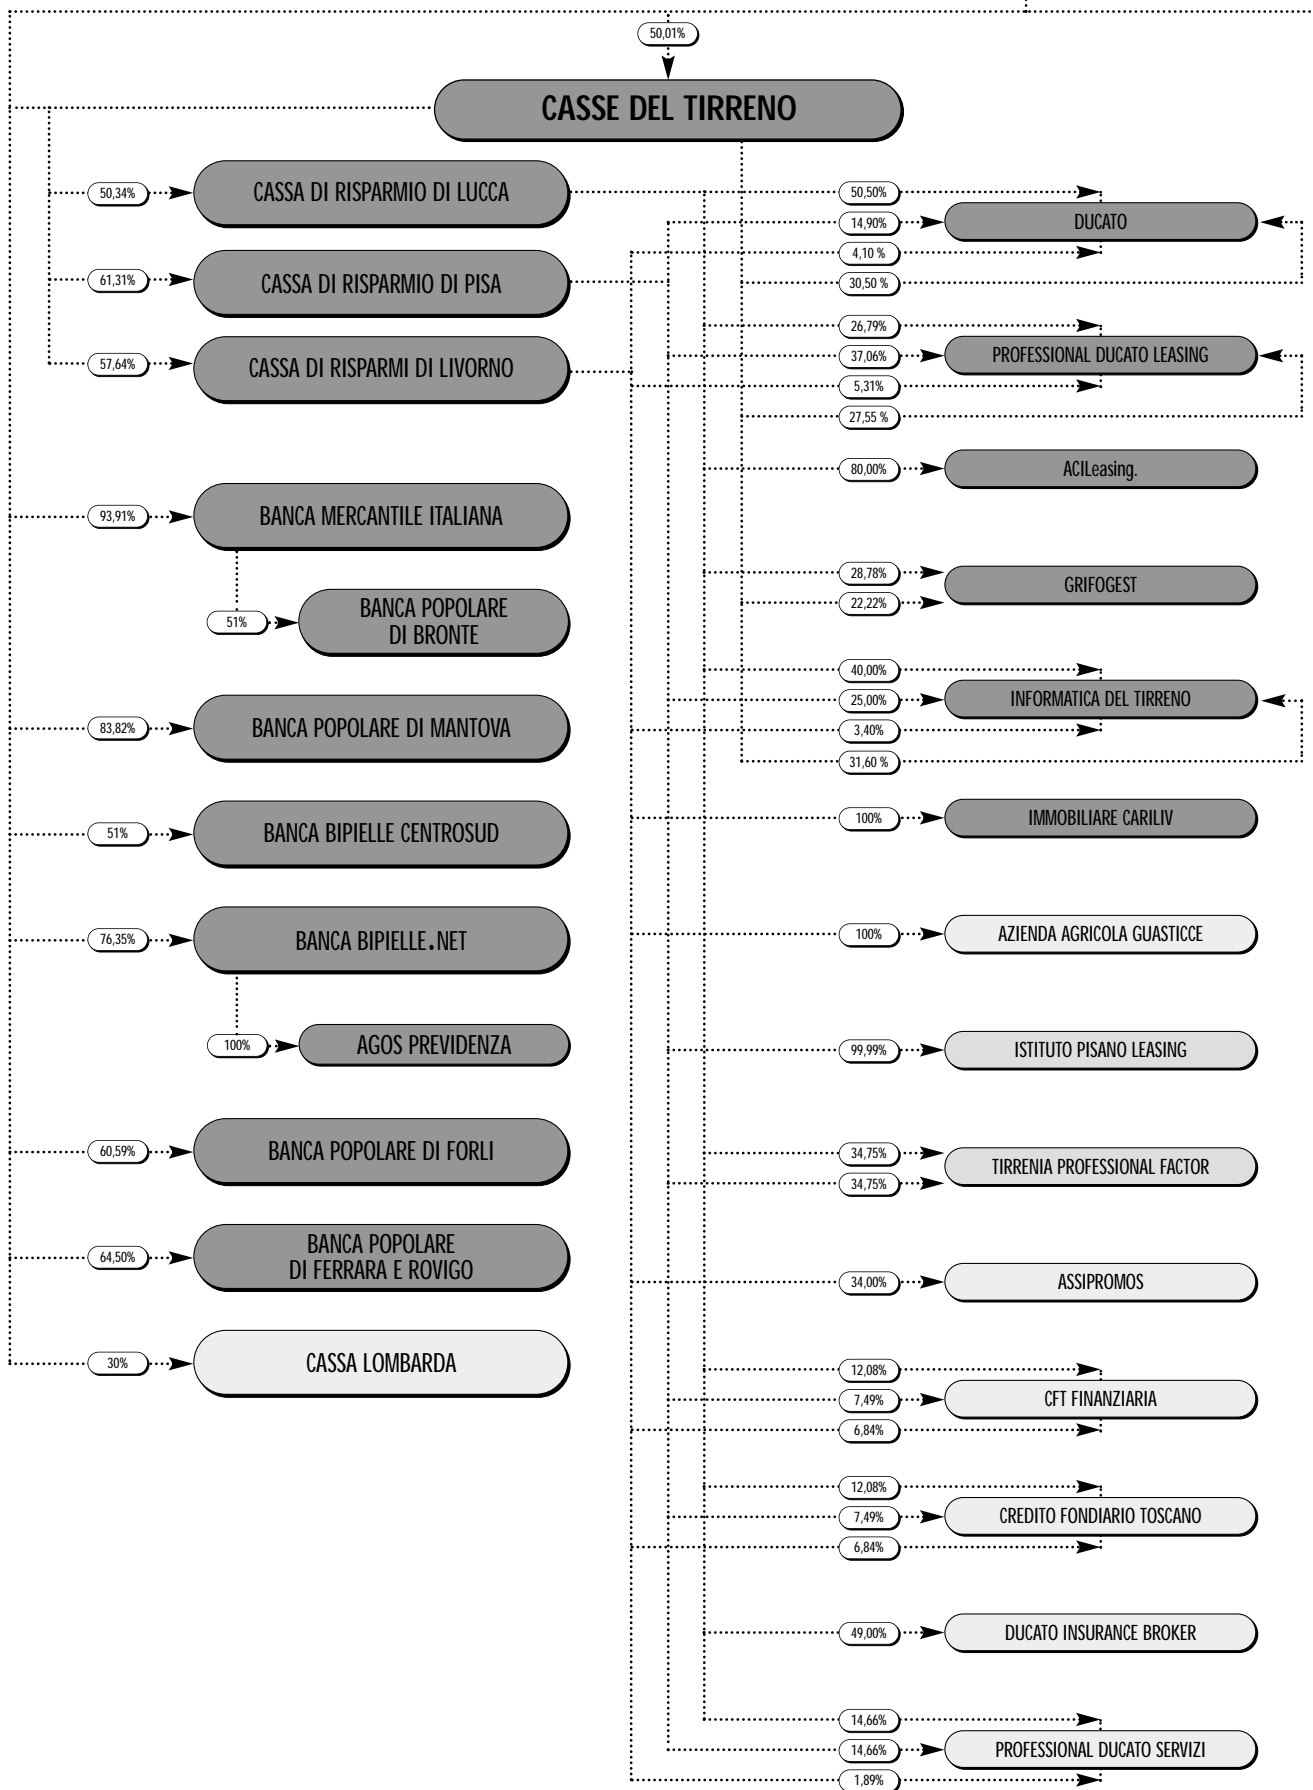 50,01%
CASSE DEL TIRRENO
50,34%
CASSA DI RISPARMIO DI LUCCA
61,31%
CASSA DI RISPARMIO DI PISA
57,64%
CASSA DI RISPARMI DI LIVORNO
93,91%
BANCA MERCANTILE ITALIANA
51%
BANCA POPOLARE
DI BRONTE
83,82%
BANCA POPOLARE DI MANTOVA
51%
BANCA BIPIELLE CENTROSUD
76,35%
BANCA BIPIELLE.NET
100%
AGOS PREVIDENZA
60,59%
BANCA POPOLARE DI FORLI
64,50%
BANCA POPOLARE
DI FERRARA E ROVIGO
30%
CASSA LOMBARDA
50,50%
14,90%
DUCATO
4,10 %
30,50 %
26,79%
37,06%
PROFESSIONAL DUCATO LEASING
5,31%
27,55 %
80,00%
ACILeasing.
28,78%
GRIFOGEST
22,22%
40,00%
25,00%
INFORMATICA DEL TIRRENO
3,40%
31,60 %
100%
IMMOBILIARE CARILIV
100%
AZIENDA AGRICOLA GUASTICCE
99,99%
ISTITUTO PISANO LEASING
34,75%
TIRRENIA PROFESSIONAL FACTOR
34,75%
34,00%
ASSIPROMOS
12,08%
7,49%
CFT FINANZIARIA
6,84%
12,08%
7,49%
CREDITO FONDIARIO TOSCANO
6,84%
49,00%
DUCATO INSURANCE BROKER
14,66%
14,66%
PROFESSIONAL DUCATO SERVIZI
1,89%